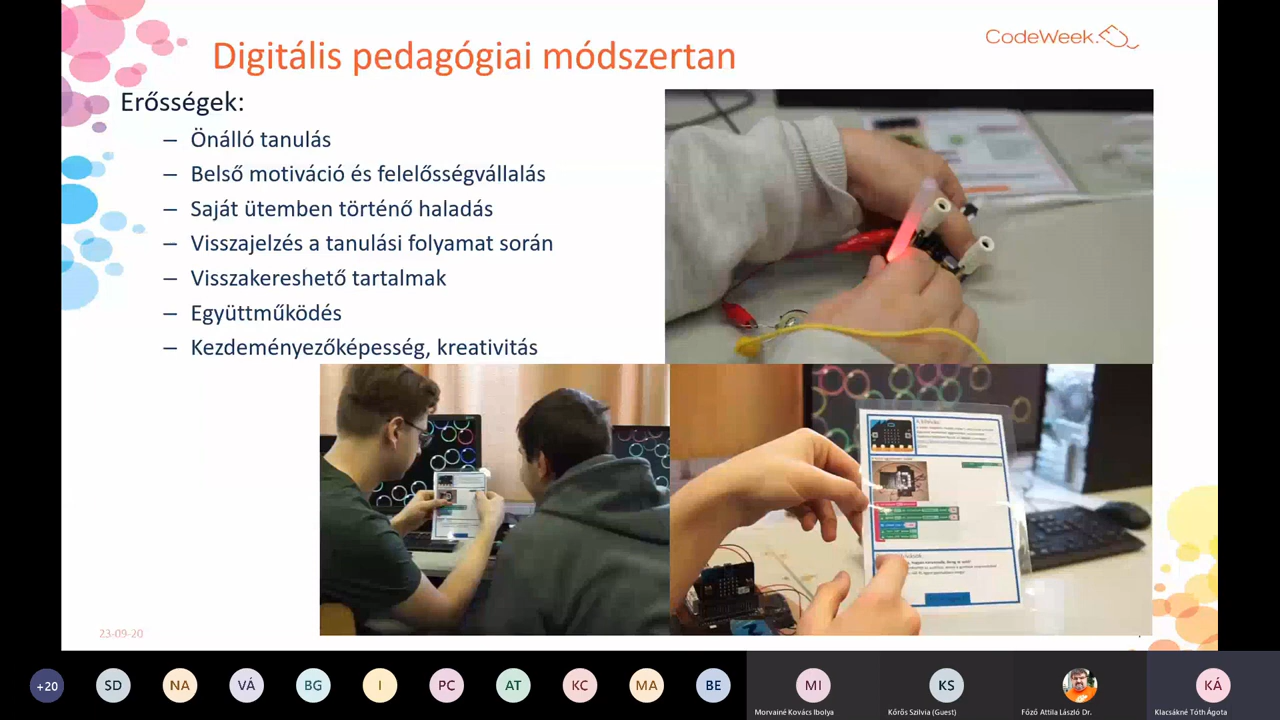 Digitális pedagógiai módszertan
CodeWeek.
Erősségek:
– Önálló tanulás
– Belső motiváció és felelősségvállalás
– Saját ütemben történő haladás
– Visszajelzés a tanulási folyamat során
– Visszakereshető tartalmak
– Együttműködés
– Kezdeményezőképesség, kreativitás
23-09-20
+20
SD
NA
VÁ
BG
I
PC
AT
KC
MA
BE
MI
KS
KÁ
Morvainé Kovács Ibolya
Kőrös Szilvia (Guest)
Főző Attila László Dr.
Klacsákné Tóth Ágota